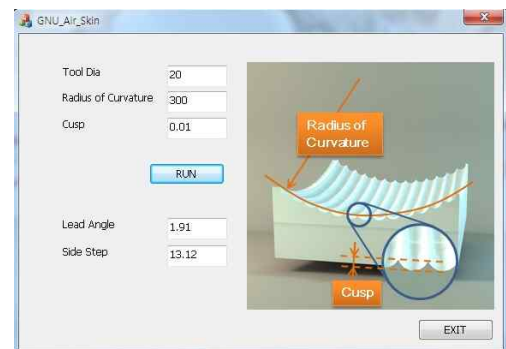 GNU_Air_Skin
Tool Dia 20
Radius of Curvature 300
Cusp 0.01
RUN
Lead Angle 1.91
Side Step 13.12
Radius of
Curvature
Cusp
EXIT